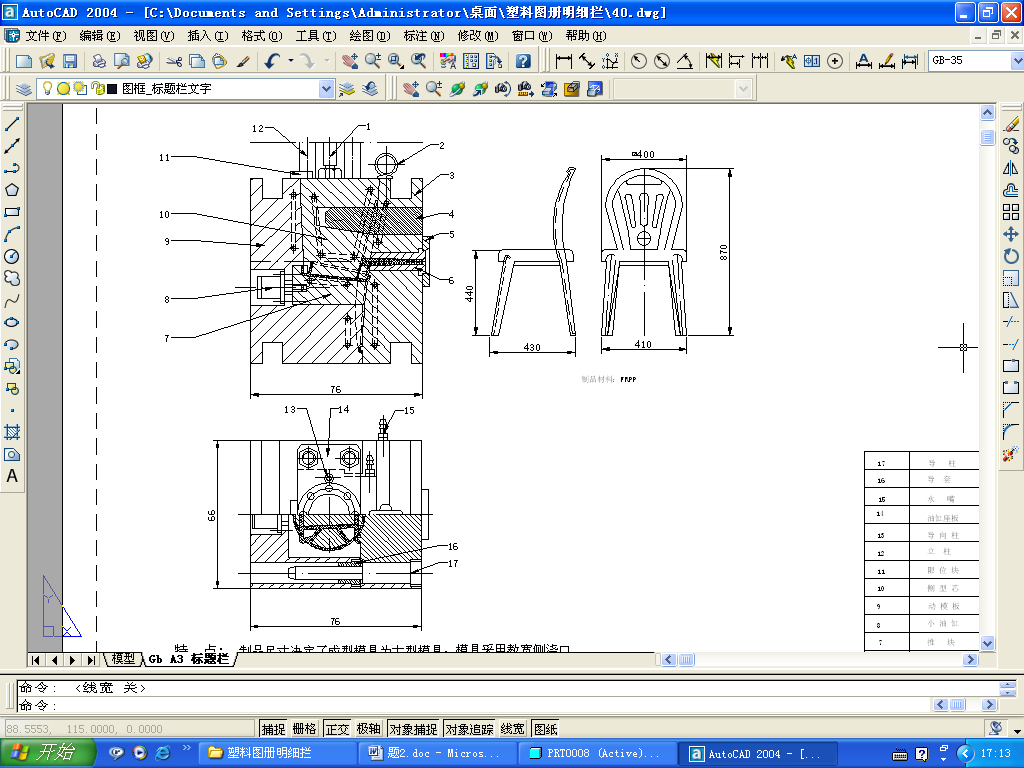 AutoCAD 2004 - [C:\Documents and Settings\Administrator\桌面\塑料图册明细拦\40.dwg]
文件(F) 编辑(E) 视图(V) 插入(I) 格式(O) 工具(T) 绘图(D) 标注(N) 修改(M) 窗口(W) 帮助(H)
GB-35
图框_标题栏文字
12
1
2
11
3
10
4
9
5
6
8
7
76
⌀400
870
440
430
410
制品材料: FRPP
13
14
15
66
16
17
76
17 导 柱
16 导 套
15 水 嘴
14 油缸座板
13 导向柱
12 立 柱
11 限位块
10 侧型芯
9 动模板
8 小油缸
7 推 块
特 点: 制品尺寸决定了成型模具为大型模具,模具采用教宽侧浇口
模型 Gb A3 标题栏
命令: <线宽 关>
命令:
88.5553, 115.0000, 0.0000 捕捉 栅格 正交 极轴 对象捕捉 对象追踪 线宽 图纸
开始 塑料图册明细拦 题2.doc - Micros... PRT0008 (Active)... AutoCAD 2004 - [... 17:13